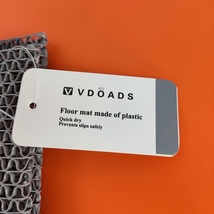 VDOADS
Floor mat made of plastic
Quick dry
Prevents slips safely